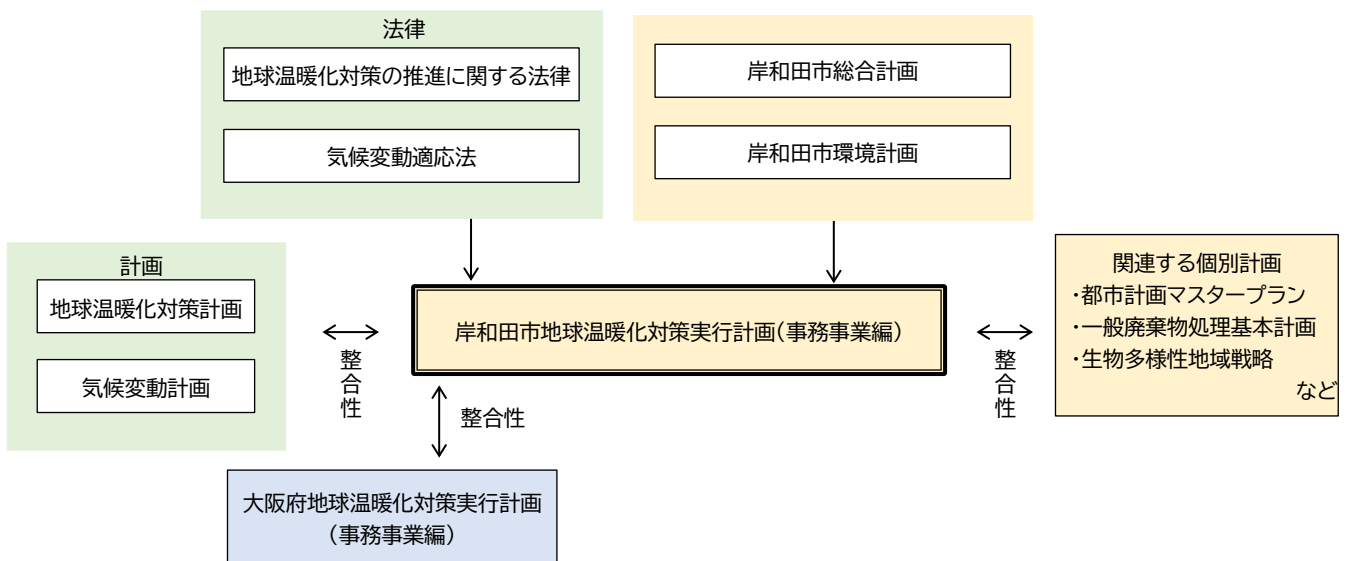 法律
地球温暖化対策の推進に関する法律
気候変動適応法
岸和田市総合計画
岸和田市環境計画
計画
地球温暖化対策計画
気候変動計画
整合性
岸和田市地球温暖化対策実行計画(事務事業編)
整合性
関連する個別計画
・都市計画マスタープラン
・一般廃棄物処理基本計画
・生物多様性地域戦略
など
整合性
大阪府地球温暖化対策実行計画
(事務事業編)